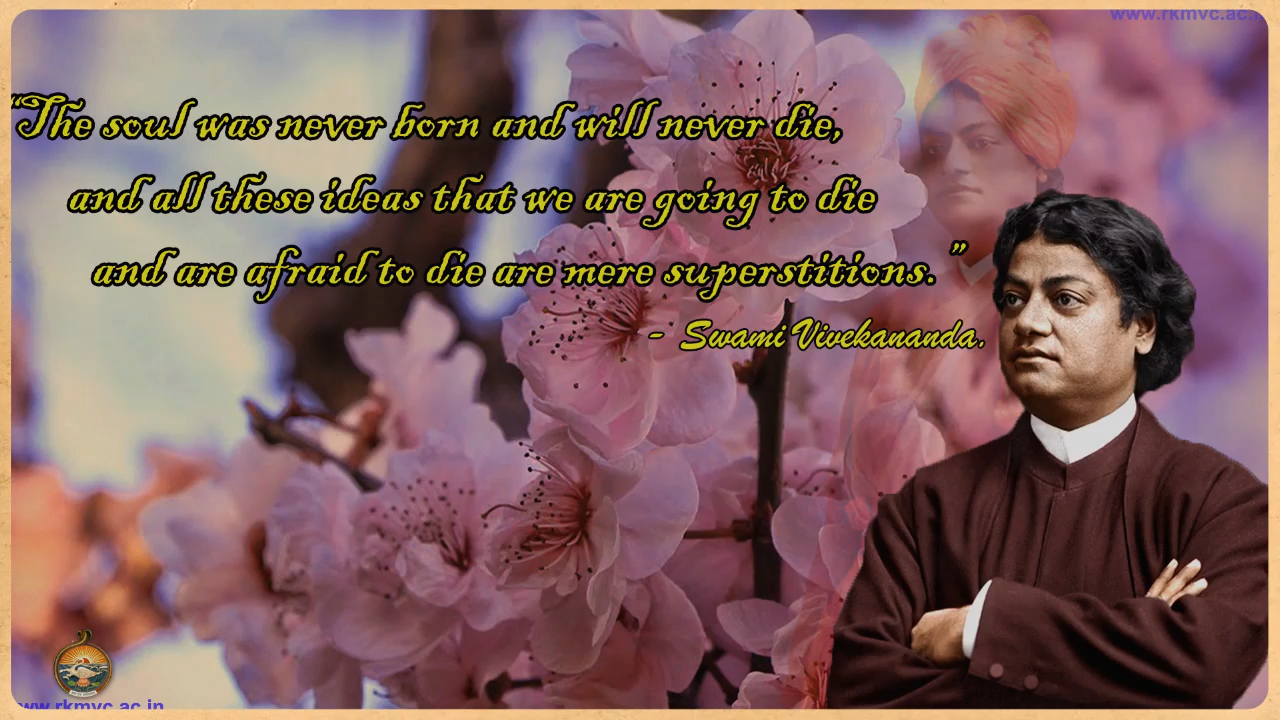 www.rkmvc.ac.i
“The soul was never born and will never die,
and all these ideas that we are going to die
and are afraid to die are mere superstitions.”
- Swami Vivekananda.
www.rkmvc.ac.in